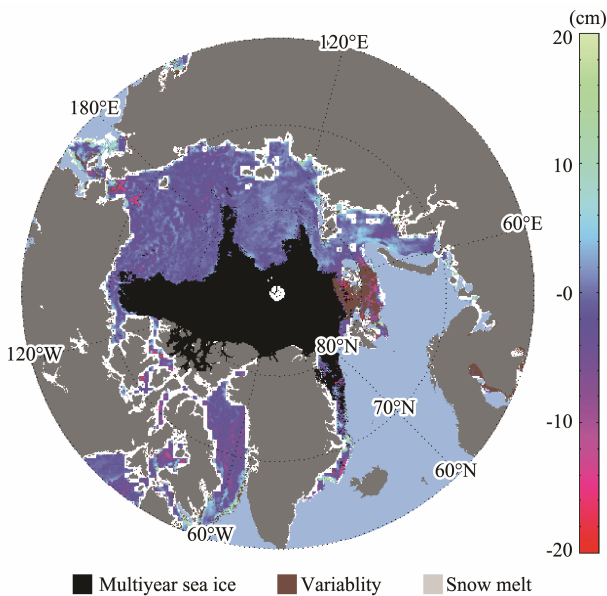 (cm)
20
120°E
180°E
10
60°E
-0
120°W
80°N
70°N
-10
60°N
60°W
-20
Multiyear sea ice
Variablity
Snow melt